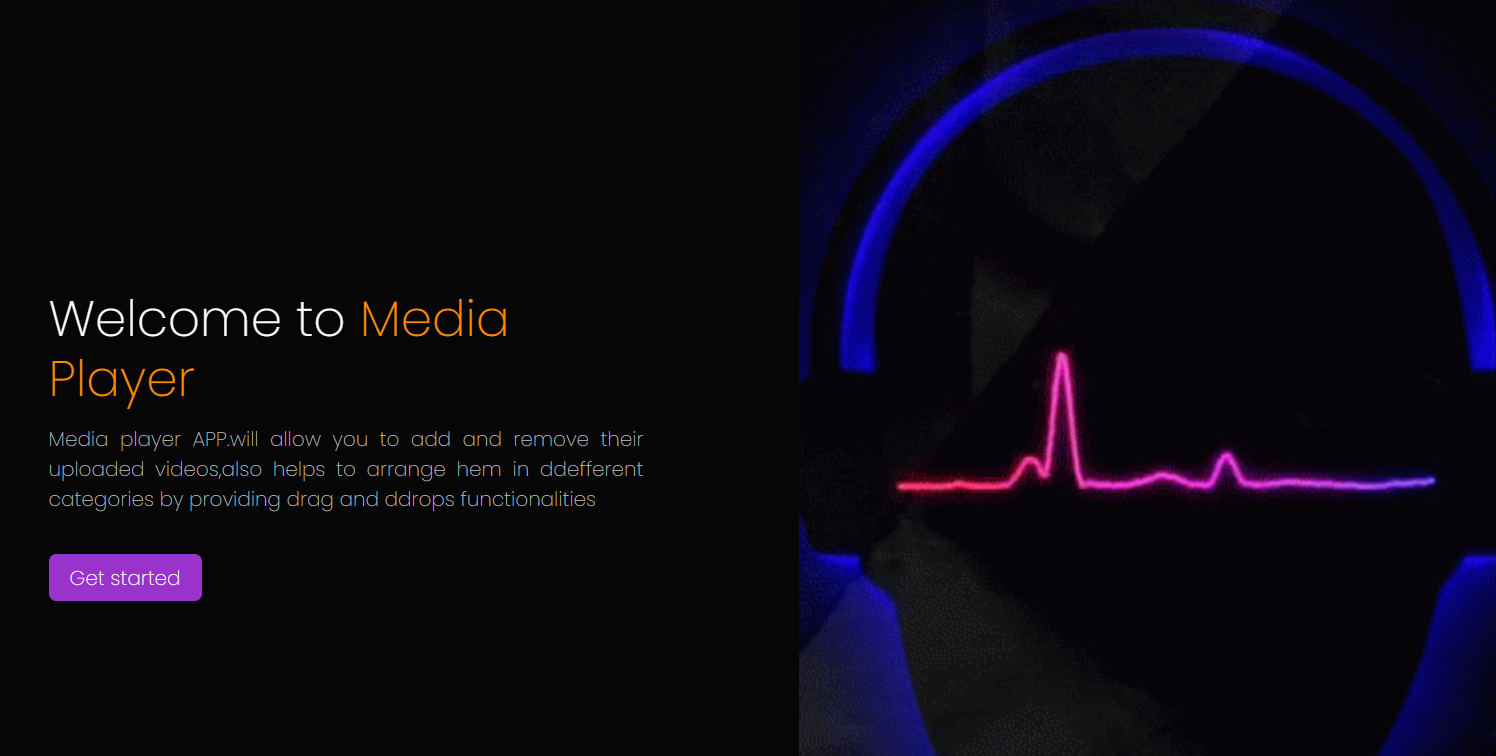 Welcome to Media
Player
Media player APP.will allow you to add and remove their
uploaded videos,also helps to arrange hem in ddefferent
categories by providing drag and ddrops functionalities
Get started